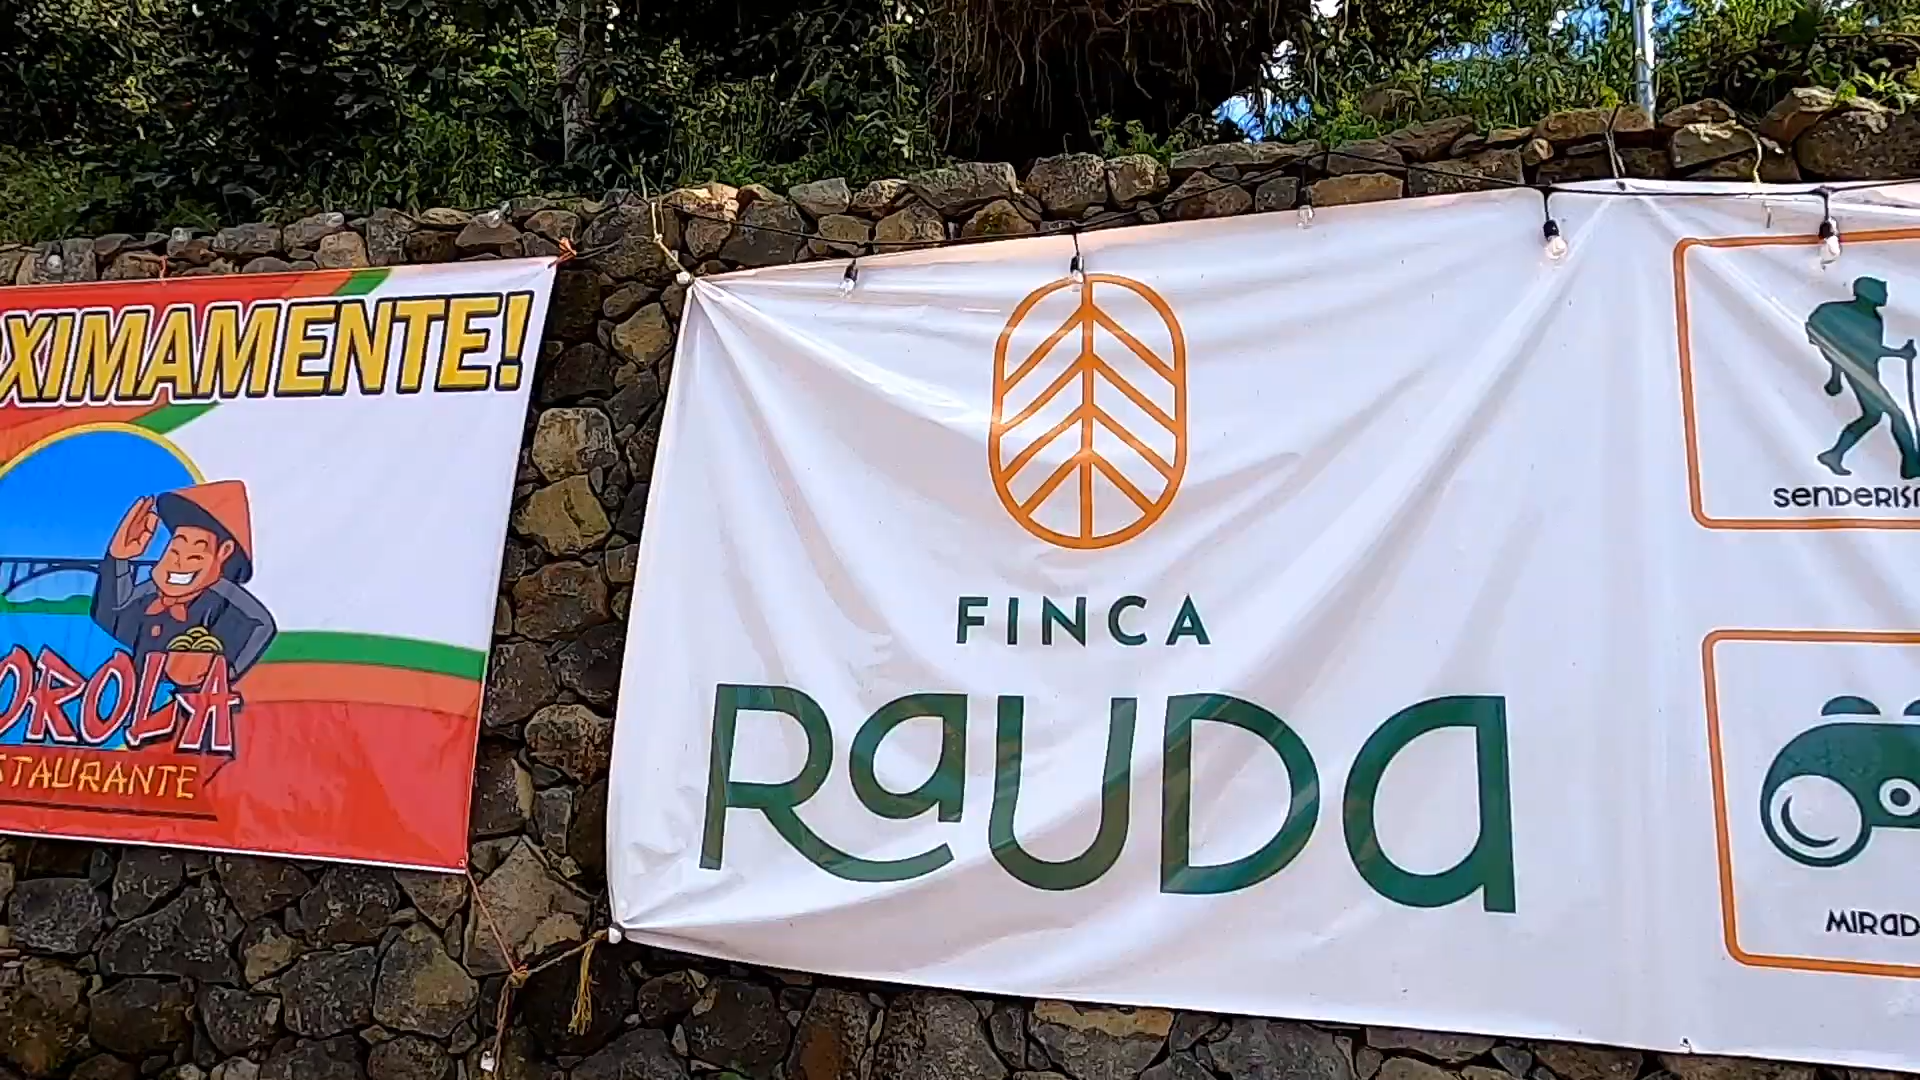 XIMAMENTE!
OROLA
STAURANTE
FINCA
RaUDa
senDerIS
MIRaD